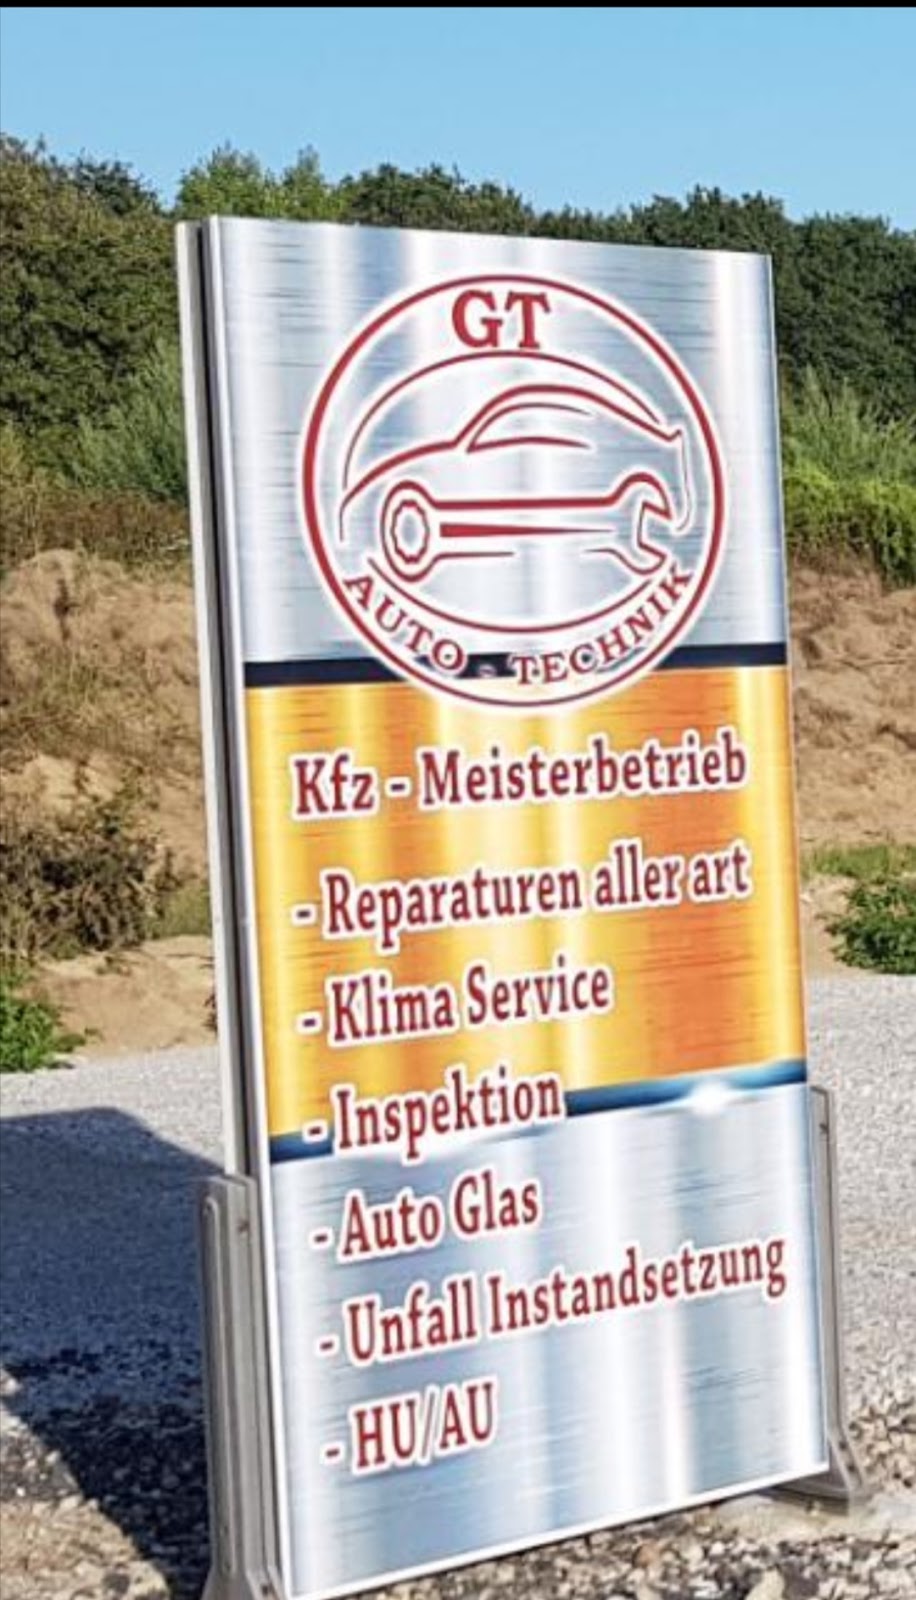 GT
AUTO - TECHNIK
Kfz - Meisterbetrieb
- Reparaturen aller art
- Klima Service
- Inspektion
- Auto Glas
- Unfall Instandsetzung
- HU/AU